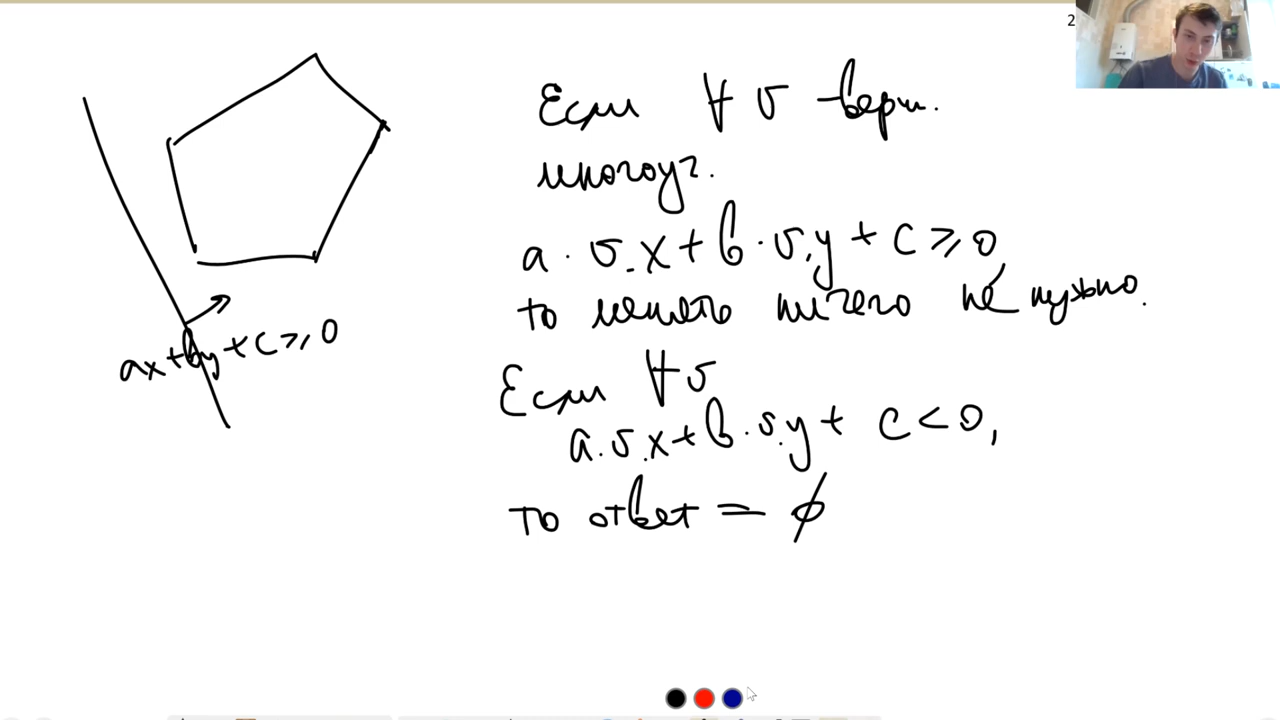 2
Если ∀ v верш.
многоуг.
a · v.x + b · v.y + c ⩾ 0,
то менять ничего не нужно.
ax + by + c ⩾ 0
Если ∀ v
a · v.x + b · v.y + c < 0,
то ответ = ∅